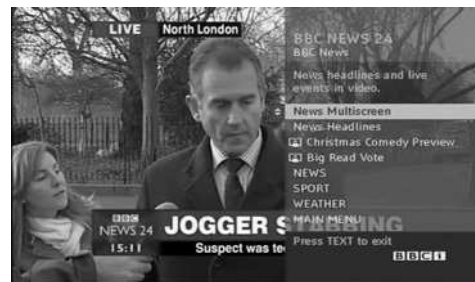 LIVE North London
BBC NEWS 24
BBC News
News headlines and live
events in video.
News Multiscreen
News Headlines
Christmas Comedy Preview
Big Read Vote
NEWS
SPORT
WEATHER
MAIN MENU
Press TEXT to exit
BBCi
BBC
NEWS 24
15:11
JOGGER STABBING
Suspect was